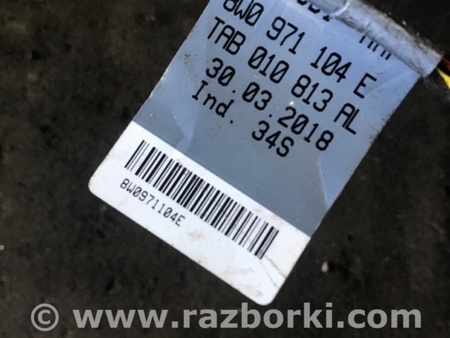 8W0 971 104 E
TAB 010 813 AL
30.03.2018
Ind. 34S
8W0971104E
© www.razborki.com